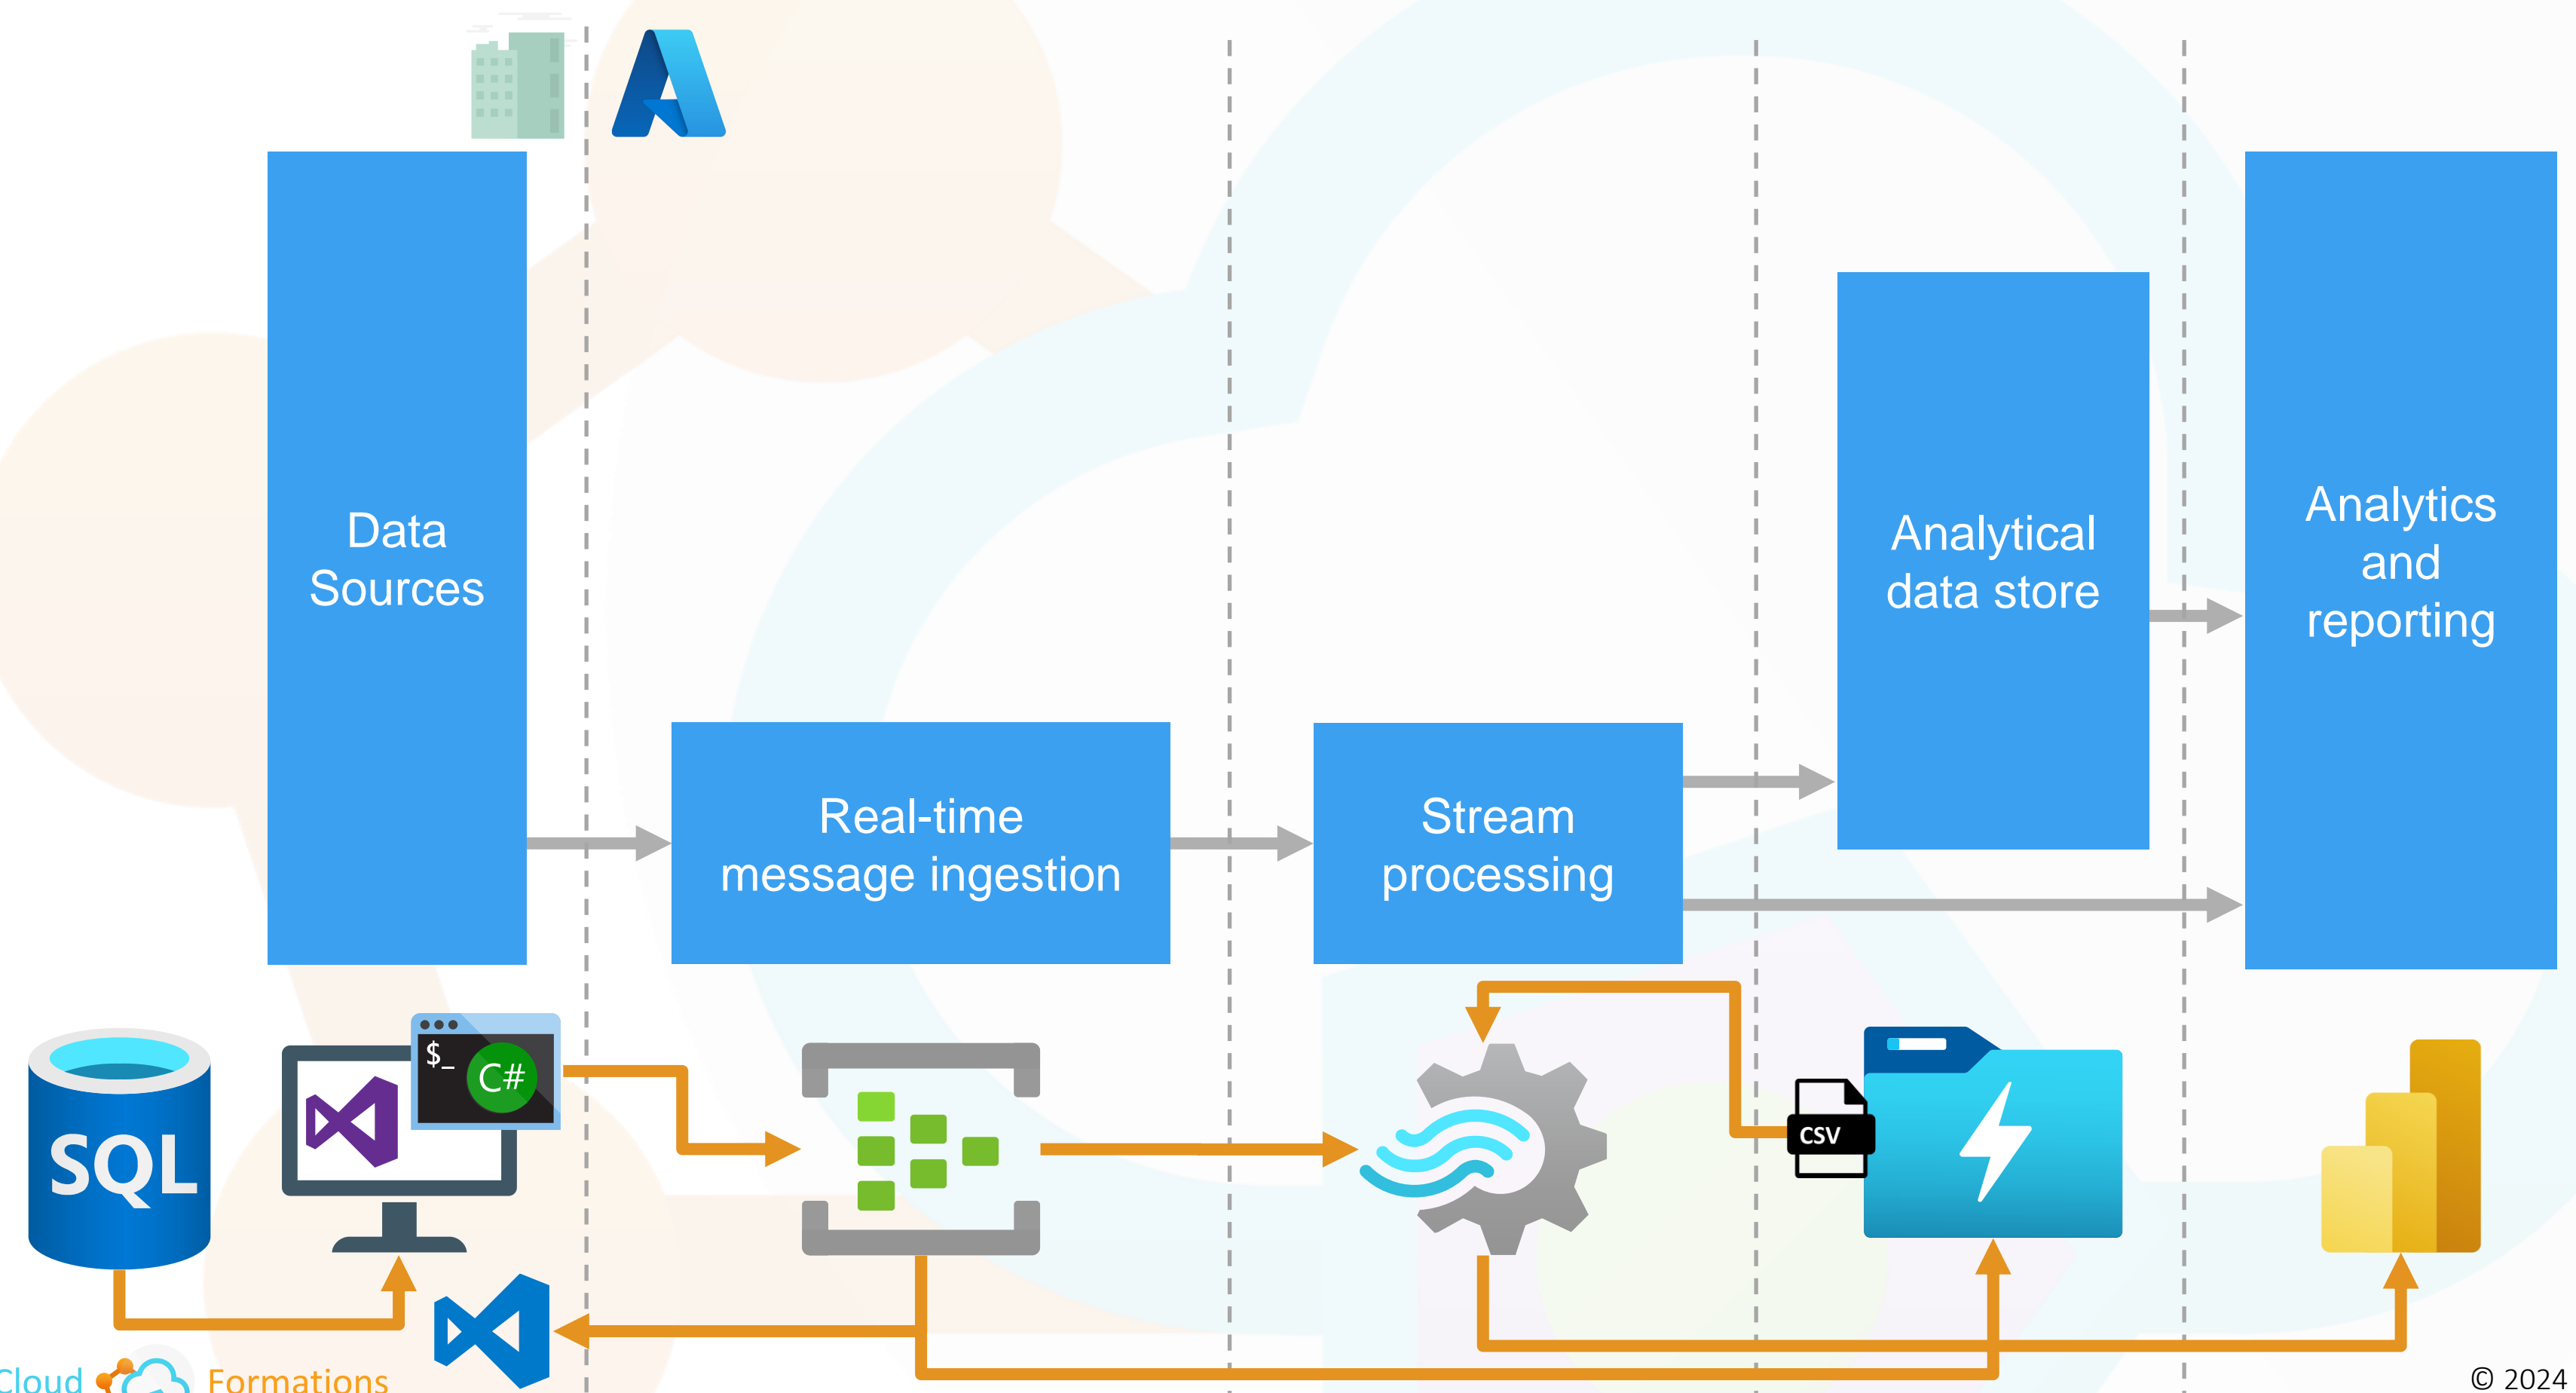 Data
Sources
Real-time
message ingestion
Stream
processing
Analytical
data store
Analytics
and
reporting
SQL
$_
C#
CSV
Cloud
Formations
© 2024